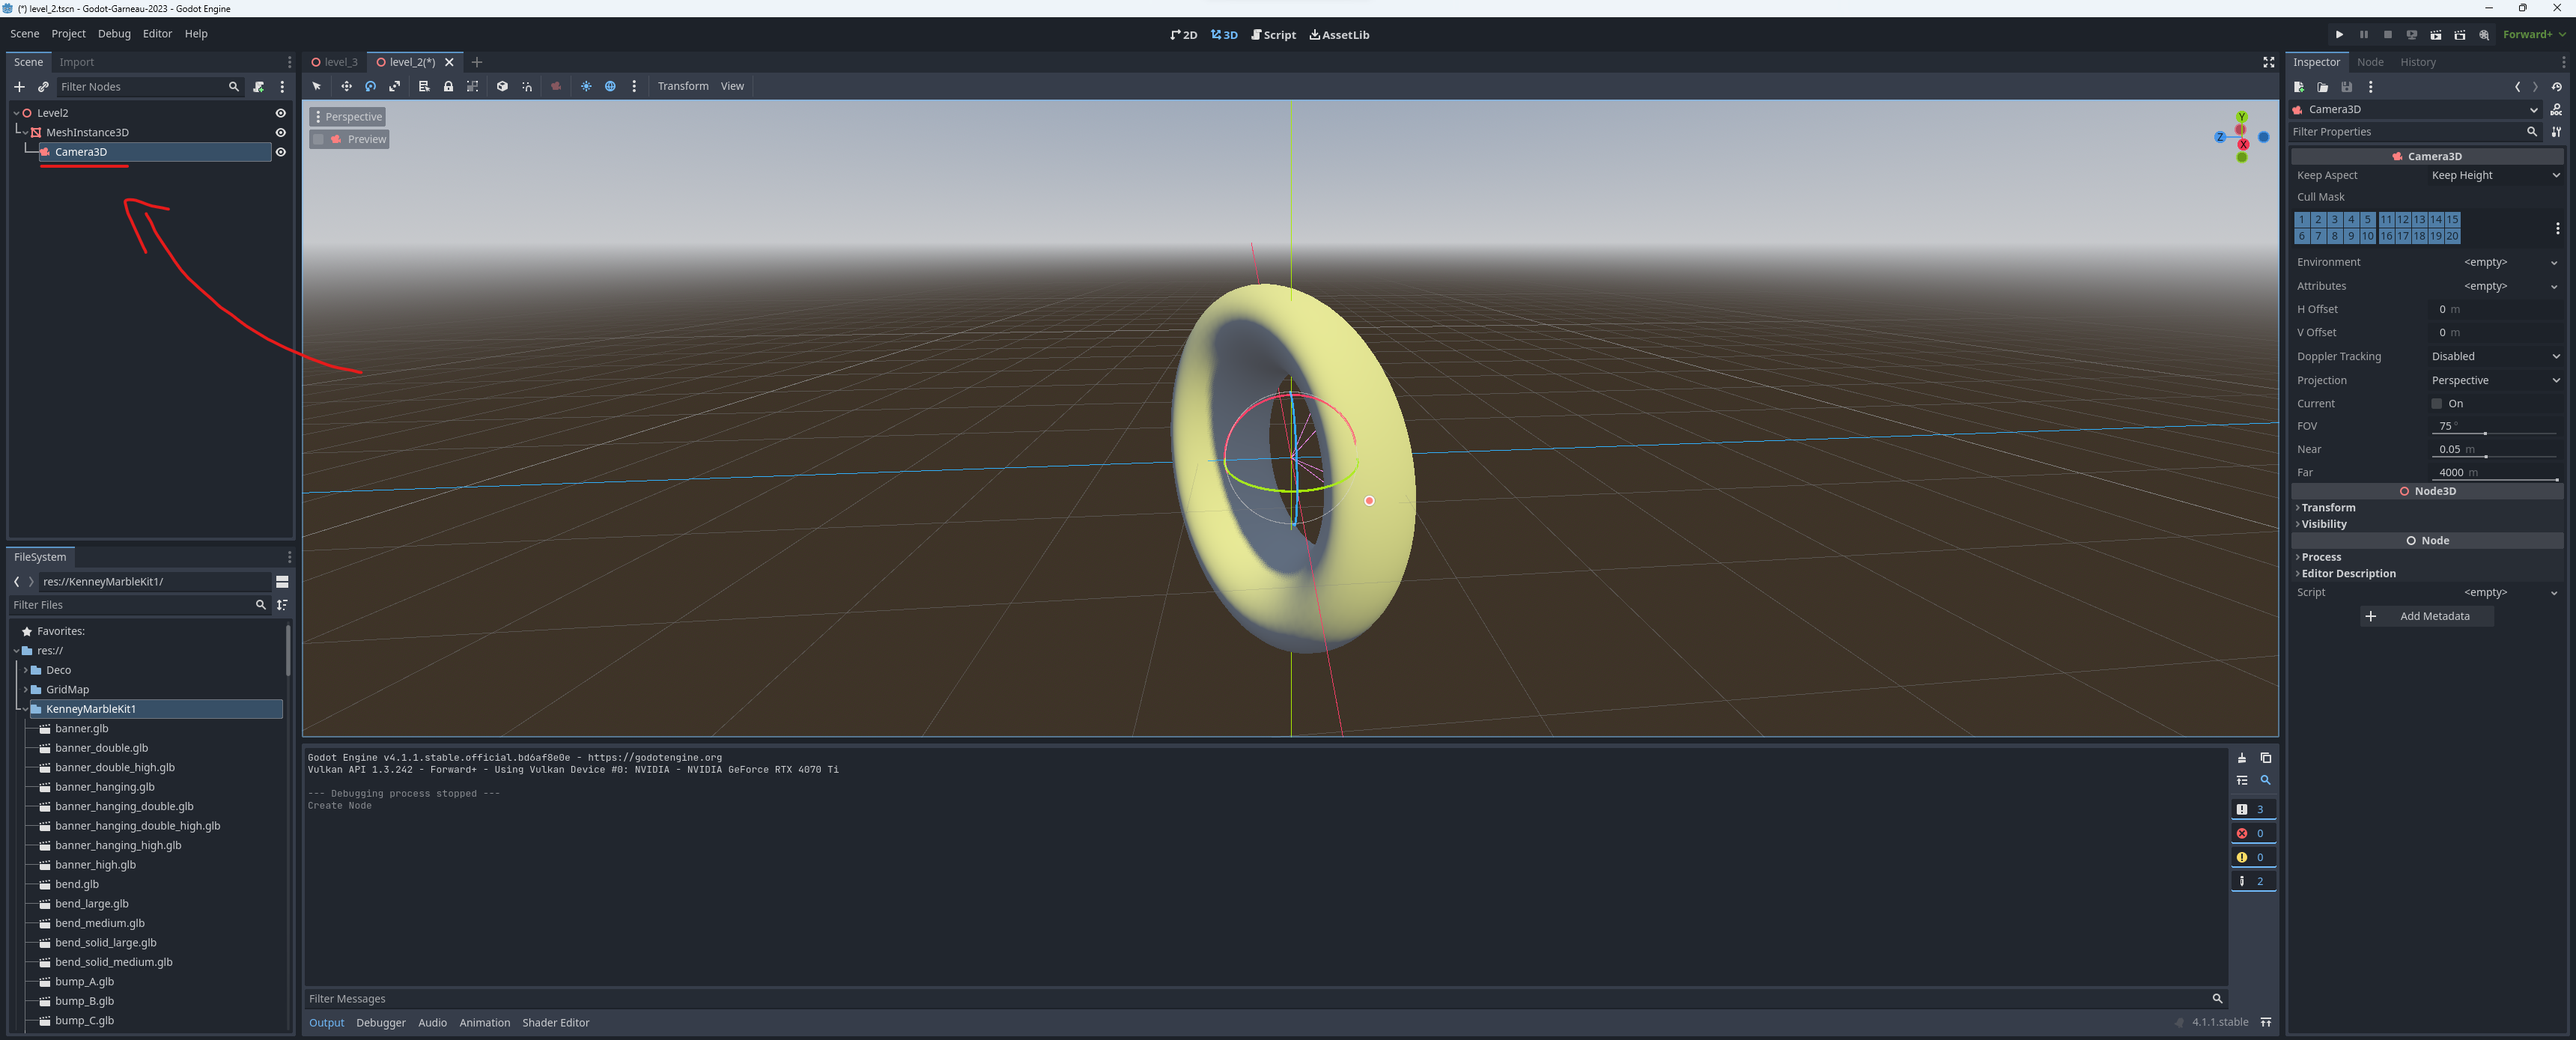 (*) level_2.tscn - Godot-Garneau-2023 - Godot Engine
Scene Project Debug Editor Help
2D 3D Script AssetLib
Forward+
Scene Import
Filter Nodes
Level2
MeshInstance3D
Camera3D
level_3 level_2(*)
Transform View
Perspective
Preview
Y
Z
X
FileSystem
res://KenneyMarbleKit1/
Filter Files
Favorites:
res://
Deco
GridMap
KenneyMarbleKit1
banner.glb
banner_double.glb
banner_double_high.glb
banner_hanging.glb
banner_hanging_double.glb
banner_hanging_double_high.glb
banner_hanging_high.glb
banner_high.glb
bend.glb
bend_large.glb
bend_medium.glb
bend_solid_large.glb
bend_solid_medium.glb
bump_A.glb
bump_B.glb
bump_C.glb
Godot Engine v4.1.1.stable.official.bd6af8e0e - https://godotengine.org
Vulkan API 1.3.242 - Forward+ - Using Vulkan Device #0: NVIDIA - NVIDIA GeForce RTX 4070 Ti
--- Debugging process stopped ---
Create Node
3
0
0
2
Filter Messages
Output Debugger Audio Animation Shader Editor
4.1.1.stable
Inspector Node History
Camera3D
DOC
Filter Properties
Camera3D
Keep Aspect Keep Height
Cull Mask
1 2 3 4 5 11 12 13 14 15
6 7 8 9 10 16 17 18 19 20
Environment <empty>
Attributes <empty>
H Offset 0 m
V Offset 0 m
Doppler Tracking Disabled
Projection Perspective
Current On
FOV 75 °
Near 0.05 m
Far 4000 m
Node3D
Transform
Visibility
Node
Process
Editor Description
Script <empty>
Add Metadata